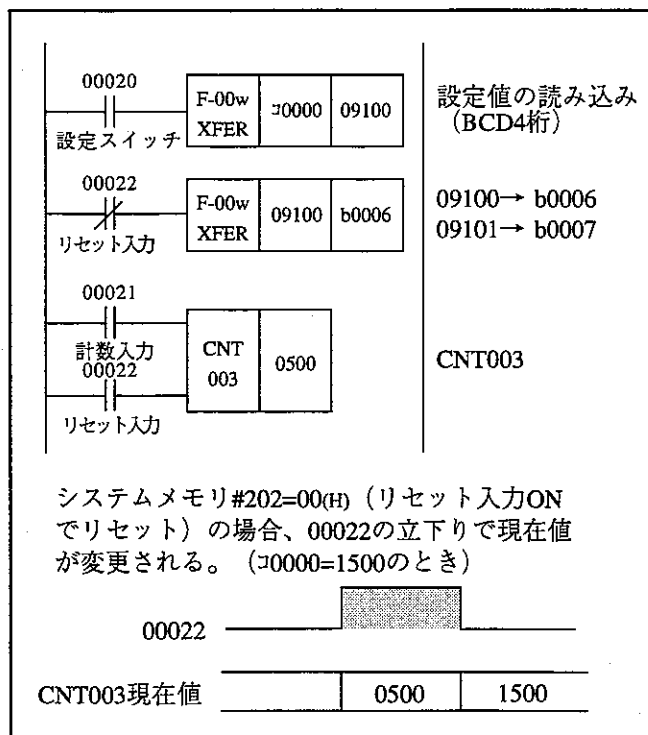 00020
設定スイッチ
F-00w
XFER
ｺ0000
09100
設定値の読み込み
（BCD4桁）
00022
リセット入力
F-00w
XFER
09100
b0006
09100→ b0006
09101→ b0007
00021
計数入力
00022
リセット入力
CNT
003
0500
CNT003
システムメモリ#202=00(H)（リセット入力ON
でリセット）の場合、00022の立下りで現在値
が変更される。（ｺ0000=1500のとき）
00022
CNT003現在値
0500
1500